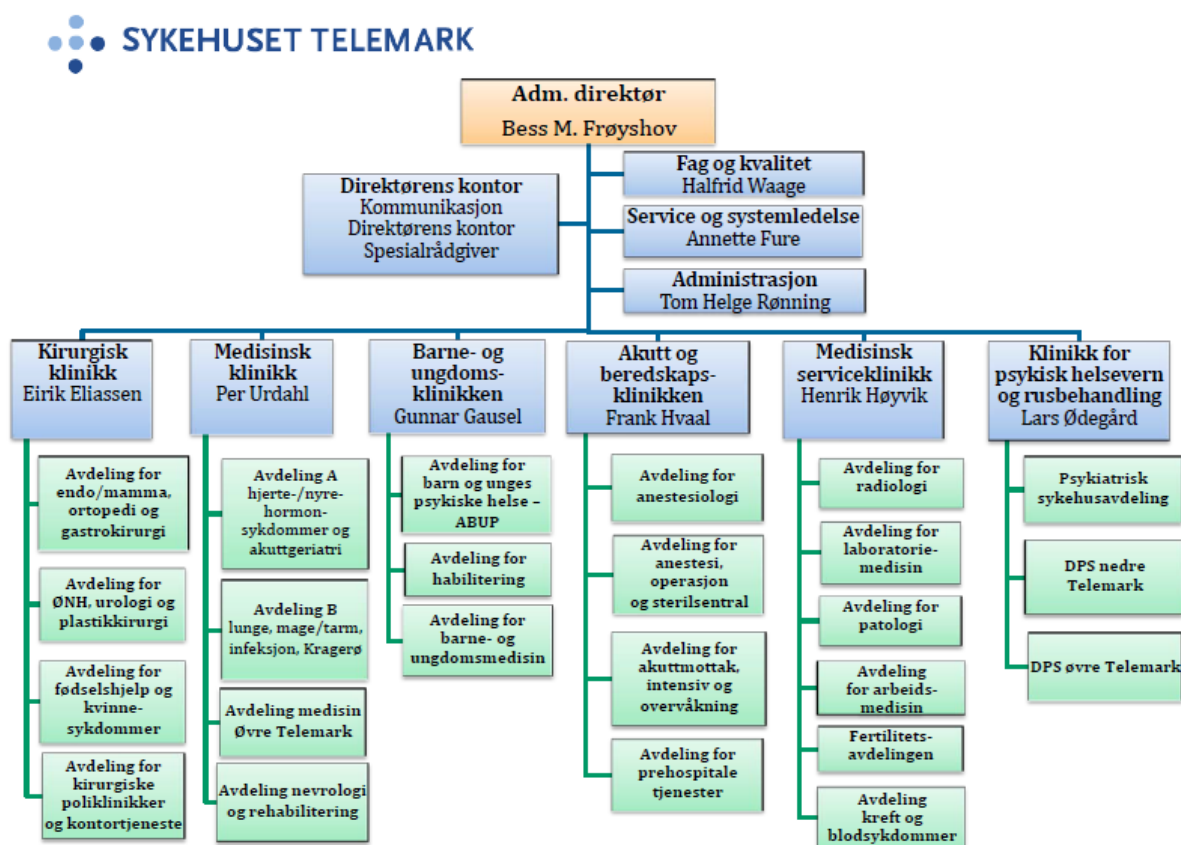 SYKEHUSET TELEMARK
Adm. direktør
Bess M. Frøyshov
Direktørens kontor
Kommunikasjon
Direktørens kontor
Spesialrådgiver
Fag og kvalitet
Halfrid Waage
Service og systemledelse
Annette Fure
Administrasjon
Tom Helge Rønning
Kirurgisk
klinikk
Eirik Eliassen
Avdeling for
endo/mamma,
ortopedi og
gastrokirurgi
Avdeling for
ØNH, urologi og
plastikkirurgi
Avdeling for
fødselshjelp og
kvinne-
sykdommer
Avdeling for
kirurgiske
poliklinikker
og kontortjeneste
Medisinsk
klinikk
Per Urdahl
Avdeling A
hjerte-/nyre-
hormon-
sykdommer og
akuttgeriatri
Avdeling B
lunge, mage/tarm,
infeksjon, Kragerø
Avdeling medisin
Øvre Telemark
Avdeling nevrologi
og rehabilitering
Barne- og
ungdoms-
klinikken
Gunnar Gausel
Avdeling for
barn og unges
psykiske helse –
ABUP
Avdeling for
habilitering
Avdeling for
barne- og
ungdomsmedisin
Akutt og
beredskaps-
klinikken
Frank Hvaal
Avdeling for
anestesiologi
Avdeling for
anestesi,
operasjon
og sterilsentral
Avdeling for
akuttmottak,
intensiv og
overvåkning
Avdeling for
prehospitale
tjenester
Medisinsk
serviceklinikk
Henrik Høyvik
Avdeling for
radiologi
Avdeling for
laboratorie-
medisin
Avdeling for
patologi
Avdeling
for arbeids-
medisin
Fertilitets-
avdelingen
Avdeling
kreft og
blodsykdommer
Klinikk for
psykisk helsevern
og rusbehandling
Lars Ødegård
Psykiatrisk
sykehusavdeling
DPS nedre
Telemark
DPS øvre Telemark